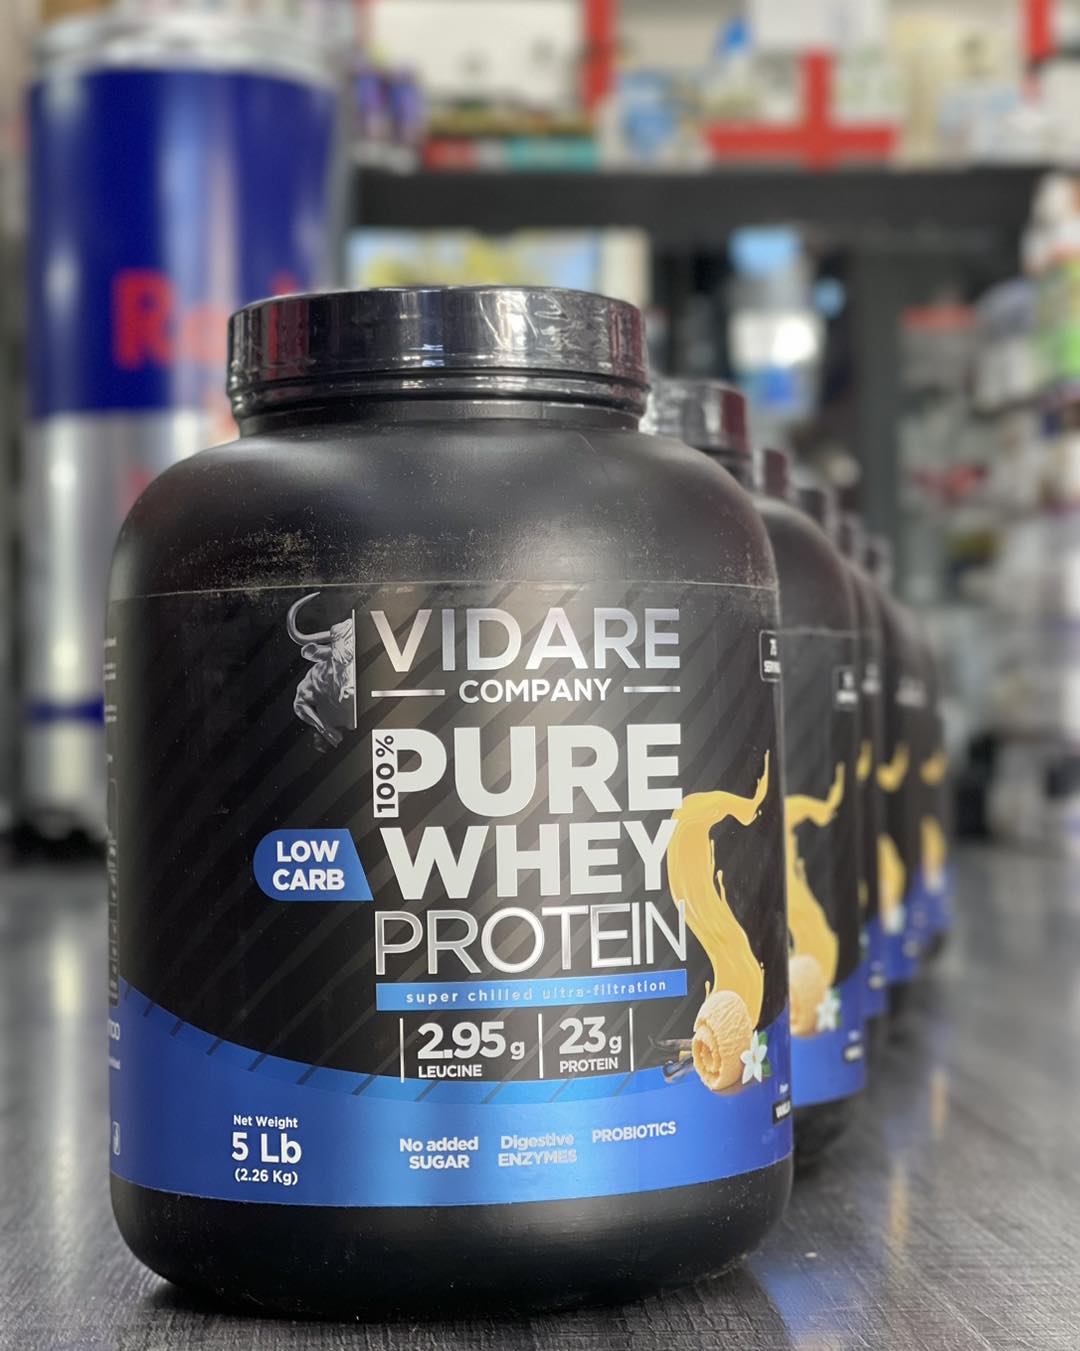 VIDARE
COMPANY
100%
PURE
WHEY
PROTEIN
LOW
CARB
super chilled ultra-filtration
2.95 g
LEUCINE
23g
PROTEIN
Net Weight
5 Lb
(2.26 Kg)
No added
SUGAR
Digestive
ENZYMES
PROBIOTICS